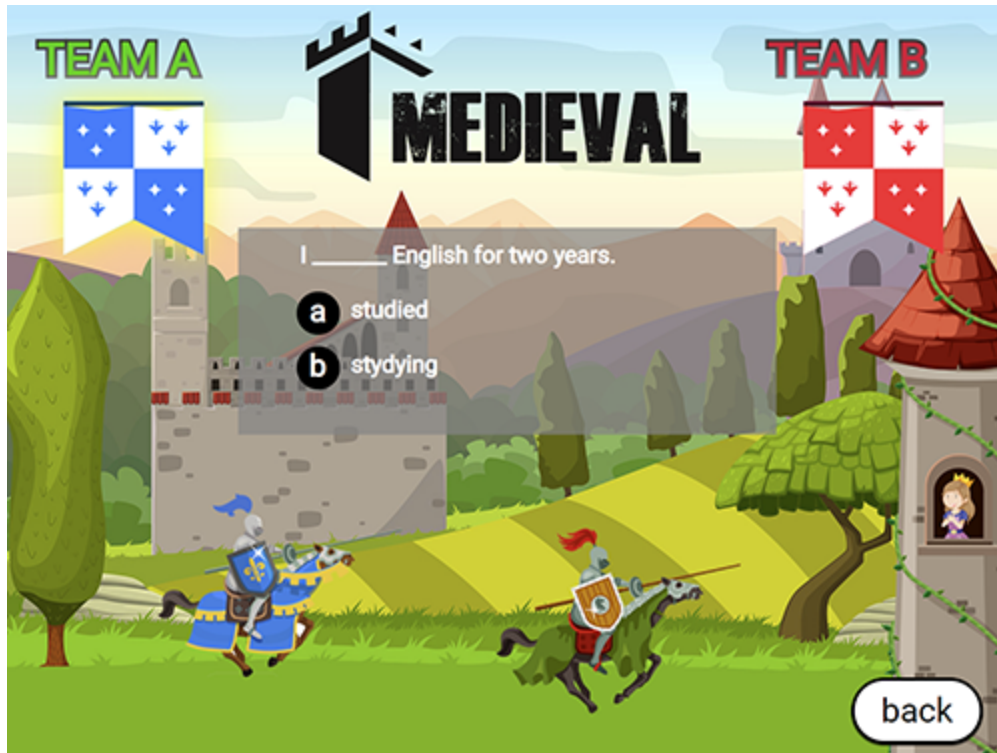 TEAM A
MEDIEVAL
TEAM B
I ______ English for two years.
a studied
b stydying
back